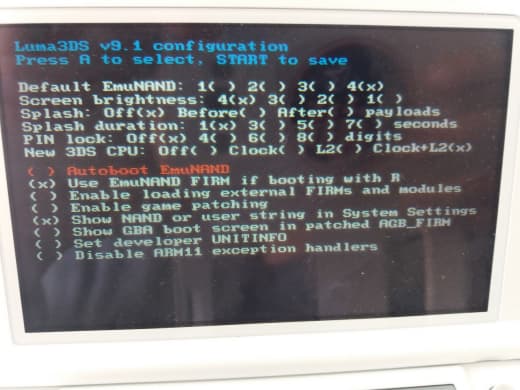 Luma3DS v9.1 configuration
Press A to select, START to save
Default EmuNAND: 1( ) 2( ) 3( ) 4(x)
Screen brightness: 4(x) 3( ) 2( ) 1( )
Splash: Off(x) Before( ) After( ) payloads
Splash duration: 1(x) 3( ) 5( ) 7( ) seconds
PIN lock: Off(x) 4( ) 6( ) 8( ) digits
New 3DS CPU: Off( ) Clock( ) L2( ) Clock+L2(x)
( ) Autoboot EmuNAND
(x) Use EmuNAND FIRM if booting with R
( ) Enable loading external FIRMs and modules
( ) Enable game patching
(x) Show NAND or user string in System Settings
( ) Show GBA boot screen in patched AGB_FIRM
( ) Set developer UNITINFO
( ) Disable ARM11 exception handlers